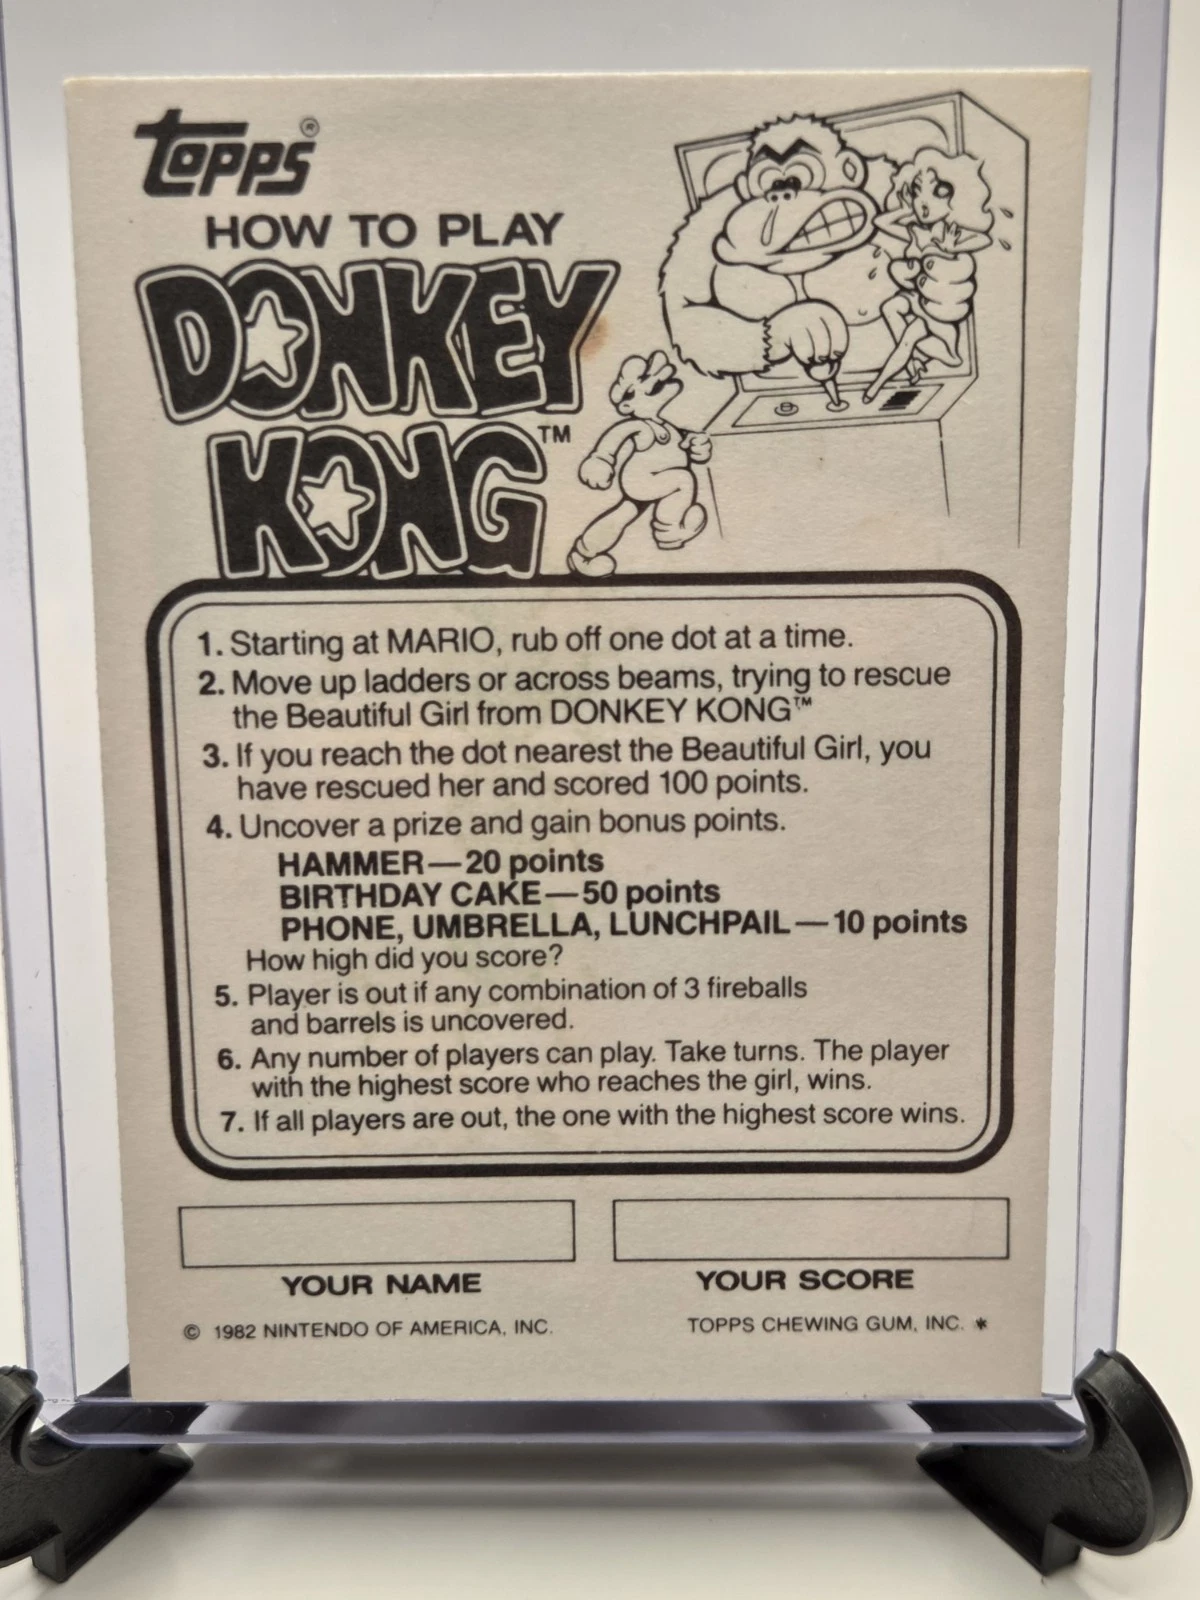 Topps®
HOW TO PLAY
DONKEY
KONG™
1. Starting at MARIO, rub off one dot at a time.
2. Move up ladders or across beams, trying to rescue
the Beautiful Girl from DONKEY KONG™
3. If you reach the dot nearest the Beautiful Girl, you
have rescued her and scored 100 points.
4. Uncover a prize and gain bonus points.
HAMMER—20 points
BIRTHDAY CAKE—50 points
PHONE, UMBRELLA, LUNCHPAIL—10 points
How high did you score?
5. Player is out if any combination of 3 fireballs
and barrels is uncovered.
6. Any number of players can play. Take turns. The player
with the highest score who reaches the girl, wins.
7. If all players are out, the one with the highest score wins.
YOUR NAME
YOUR SCORE
© 1982 NINTENDO OF AMERICA, INC.
TOPPS CHEWING GUM, INC. *